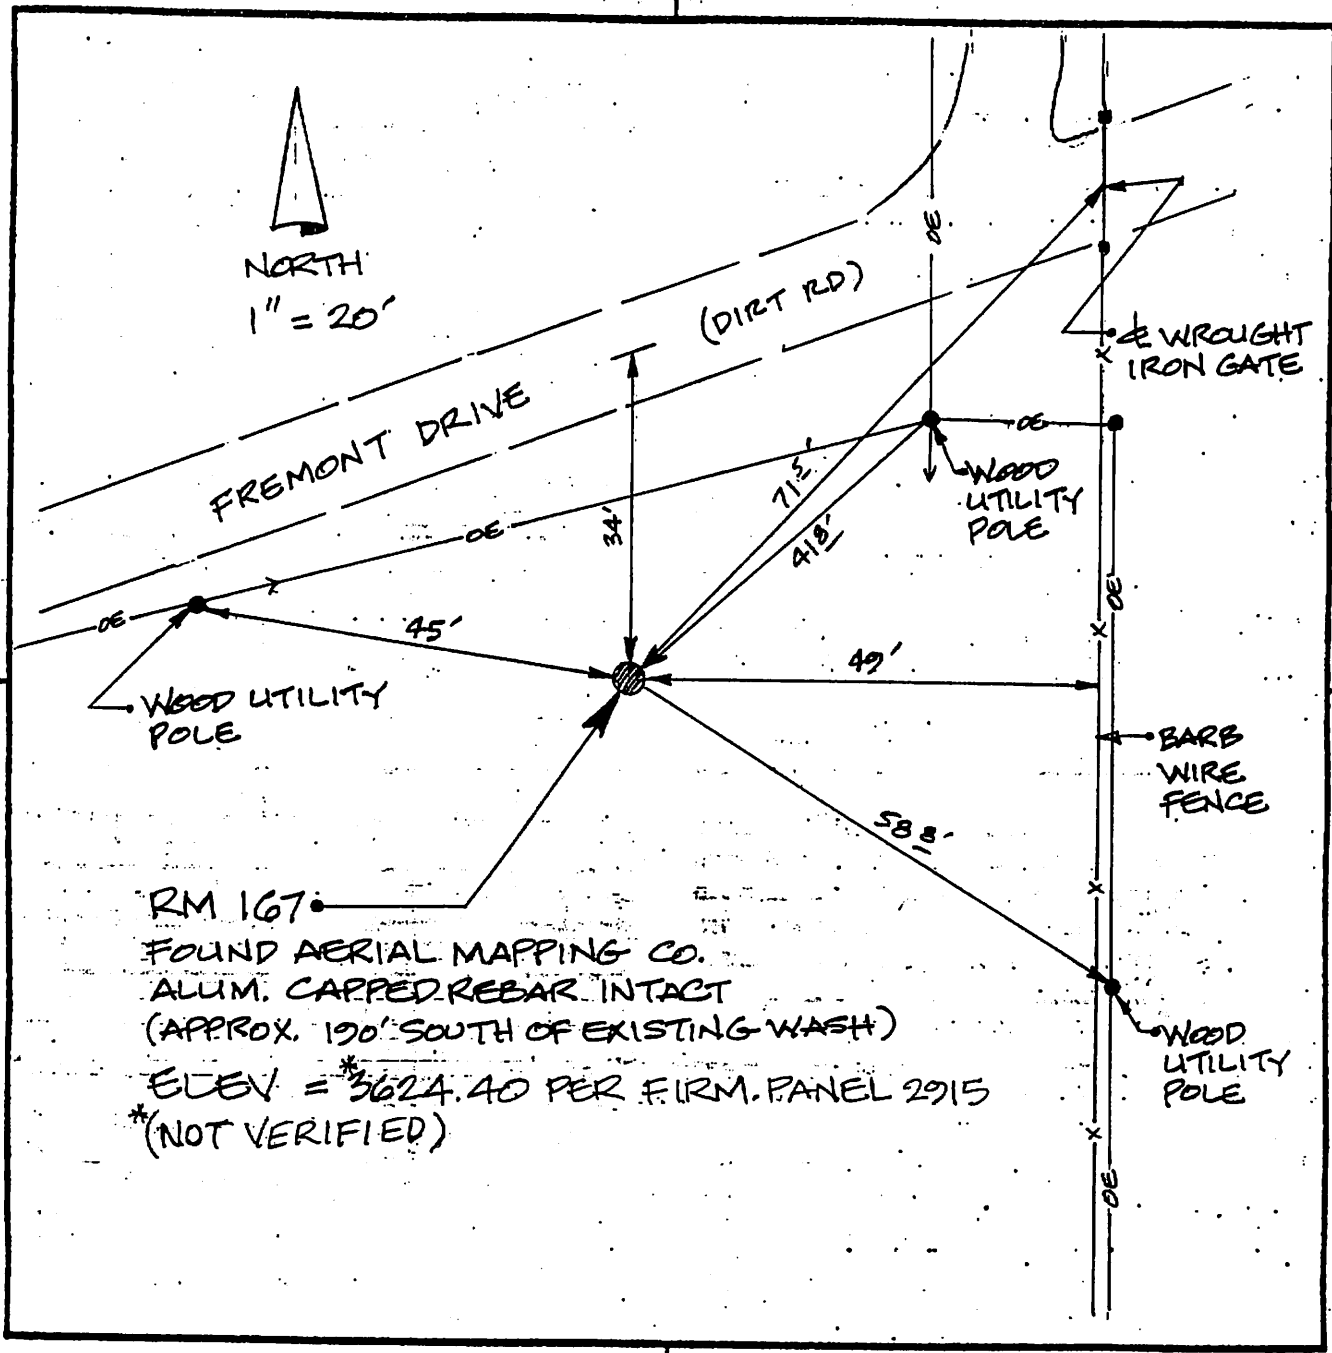 NORTH
1" = 20'
OE
(DIRT RD)
℄ WROUGHT
IRON GATE
X
FREMONT DRIVE
OE
71.5'
WOOD
UTILITY
POLE
34'
41.8'
OE
OE
OE
45'
X
49'
WOOD UTILITY
POLE
BARB
WIRE
FENCE
58.8'
X
RM 167
FOUND AERIAL MAPPING CO.
ALUM. CAPPED REBAR INTACT
(APPROX. 190' SOUTH OF EXISTING WASH)
WOOD
UTILITY
POLE
ELEV = *3624.40 PER F.I.R.M. PANEL 2915
*(NOT VERIFIED)
X
OE